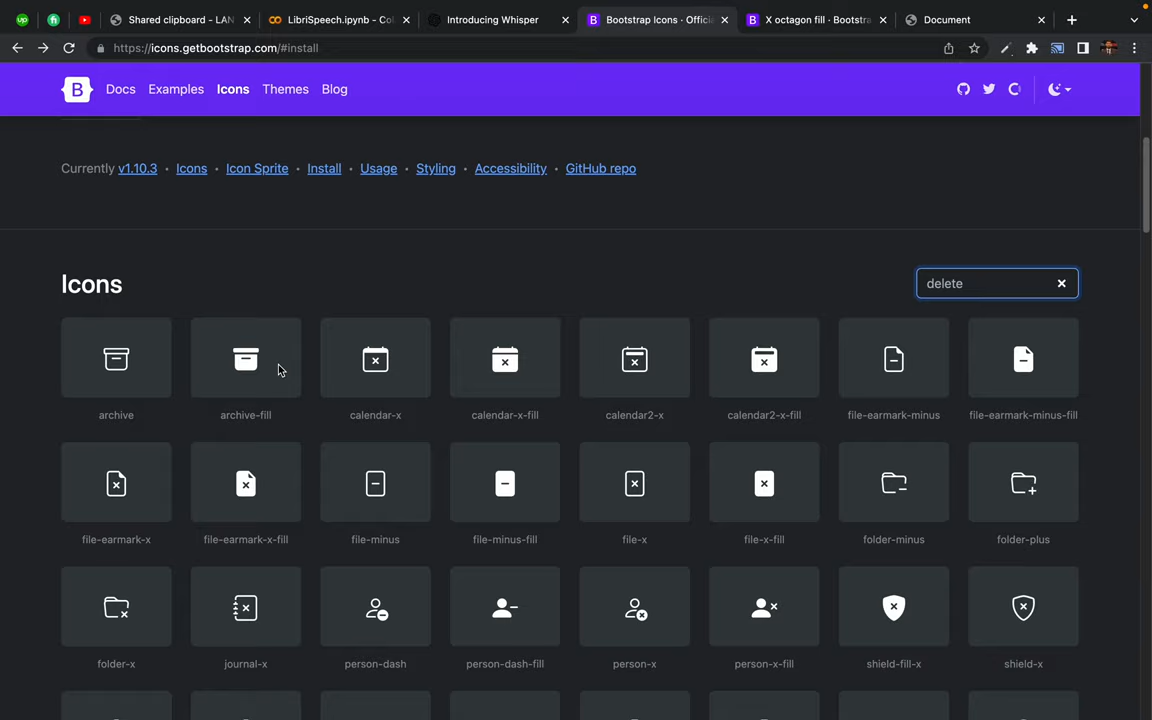 up
fi
Shared clipboard - LAN
LibriSpeech.ipynb - Col
Introducing Whisper
Bootstrap Icons · Officia
X octagon fill · Bootstra
Document
https://icons.getbootstrap.com/#install
B Docs Examples Icons Themes Blog
Currently v1.10.3 · Icons · Icon Sprite · Install · Usage · Styling · Accessibility · GitHub repo
Icons
delete
archive archive-fill calendar-x calendar-x-fill calendar2-x calendar2-x-fill file-earmark-minus file-earmark-minus-fill
file-earmark-x file-earmark-x-fill file-minus file-minus-fill file-x file-x-fill folder-minus folder-plus
folder-x journal-x person-dash person-dash-fill person-x person-x-fill shield-fill-x shield-x